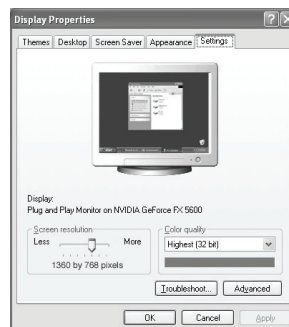 Display Properties
Themes Desktop Screen Saver Appearance Settings
Display:
Plug and Play Monitor on NVIDIA GeForce FX 5600
Screen resolution
Less More
1360 by 768 pixels
Color quality
Highest (32 bit)
Troubleshoot... Advanced
OK Cancel Apply